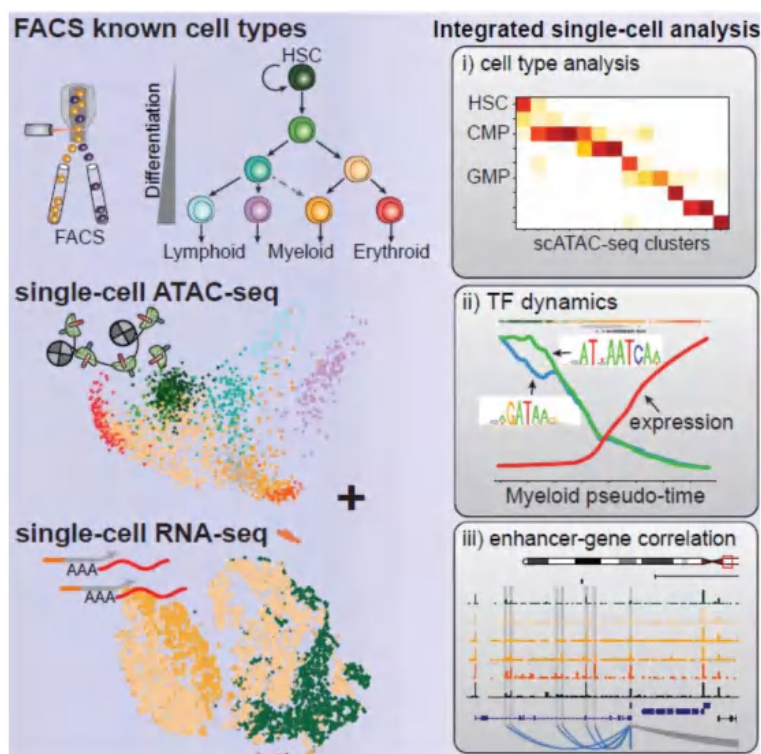 FACS known cell types
HSC
Differentiation
FACS
Lymphoid
Myeloid
Erythroid
single-cell ATAC-seq
+
single-cell RNA-seq
AAA
AAA
Integrated single-cell analysis
i) cell type analysis
HSC
CMP
GMP
scATAC-seq clusters
ii) TF dynamics
AT AATCA
GATAA
expression
Myeloid pseudo-time
iii) enhancer-gene correlation